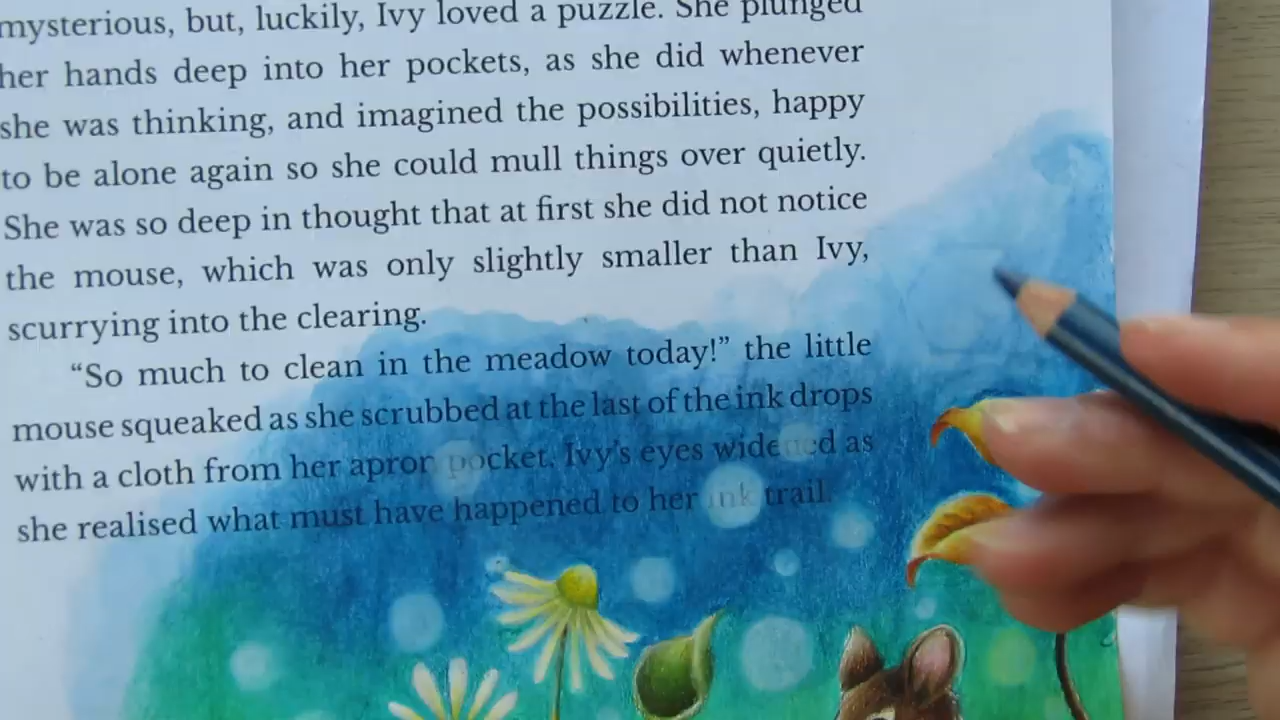 mysterious, but, luckily, Ivy loved a puzzle. She plunged
her hands deep into her pockets, as she did whenever
she was thinking, and imagined the possibilities, happy
to be alone again so she could mull things over quietly.
She was so deep in thought that at first she did not notice
the mouse, which was only slightly smaller than Ivy,
scurrying into the clearing.
“So much to clean in the meadow today!” the little
mouse squeaked as she scrubbed at the last of the ink drops
with a cloth from her apron pocket. Ivy’s eyes widened as
she realised what must have happened to her ink trail.